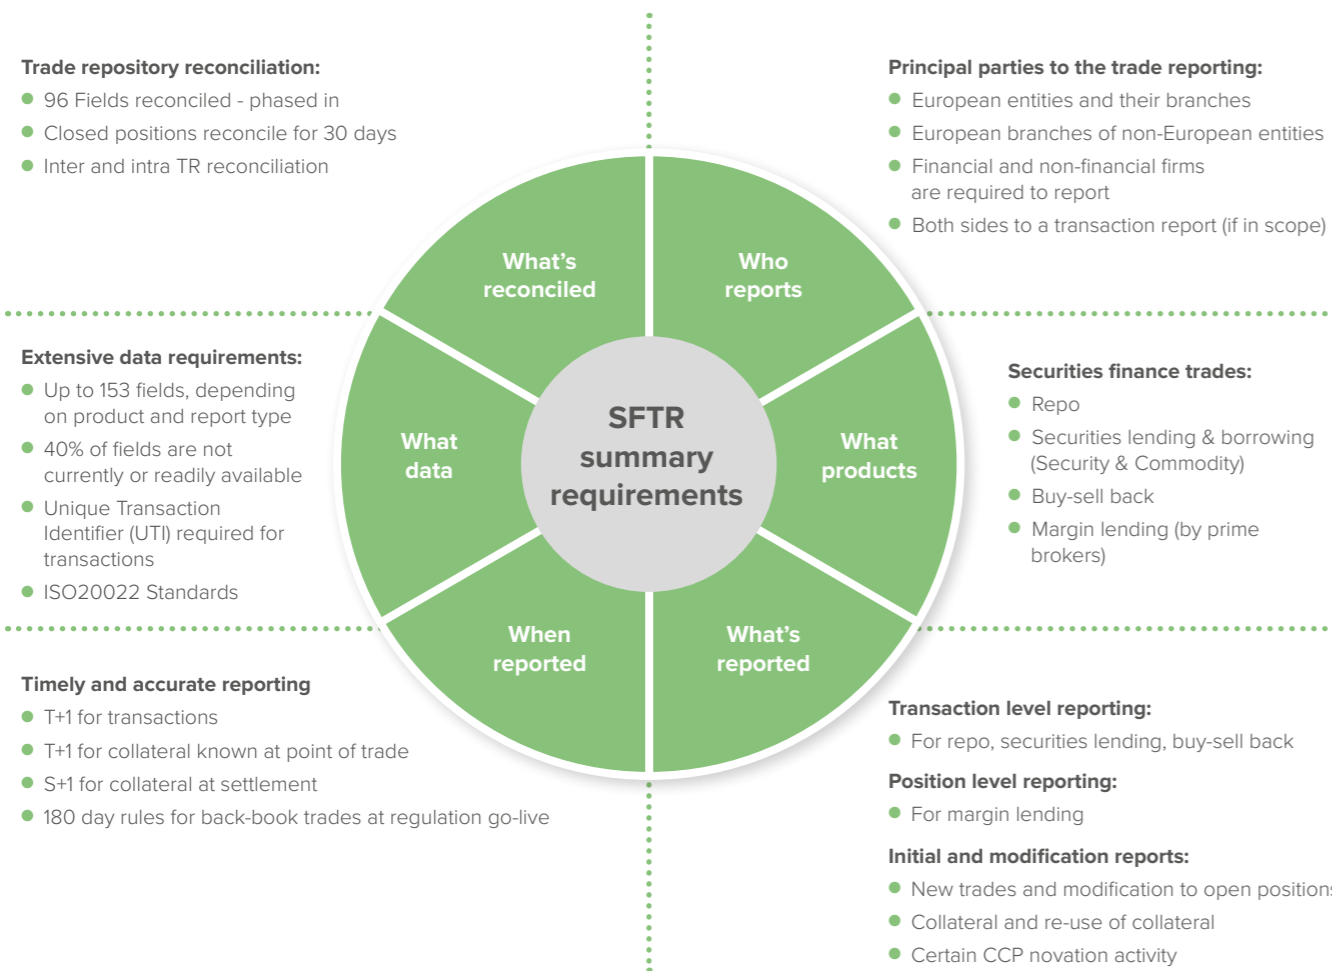 Trade repository reconciliation:
96 Fields reconciled - phased in
Closed positions reconcile for 30 days
Inter and intra TR reconciliation
Principal parties to the trade reporting:
European entities and their branches
European branches of non-European entities
Financial and non-financial firms
are required to report
Both sides to a transaction report (if in scope)
What's
reconciled
Who
reports
Extensive data requirements:
Up to 153 fields, depending
on product and report type
40% of fields are not
currently or readily available
Unique Transaction
Identifier (UTI) required for
transactions
ISO20022 Standards
What
data
SFTR
summary
requirements
What
products
Securities finance trades:
Repo
Securities lending & borrowing
(Security & Commodity)
Buy-sell back
Margin lending (by prime
brokers)
When
reported
What's
reported
Timely and accurate reporting
T+1 for transactions
T+1 for collateral known at point of trade
S+1 for collateral at settlement
180 day rules for back-book trades at regulation go-live
Transaction level reporting:
For repo, securities lending, buy-sell back
Position level reporting:
For margin lending
Initial and modification reports:
New trades and modification to open positions
Collateral and re-use of collateral
Certain CCP novation activity